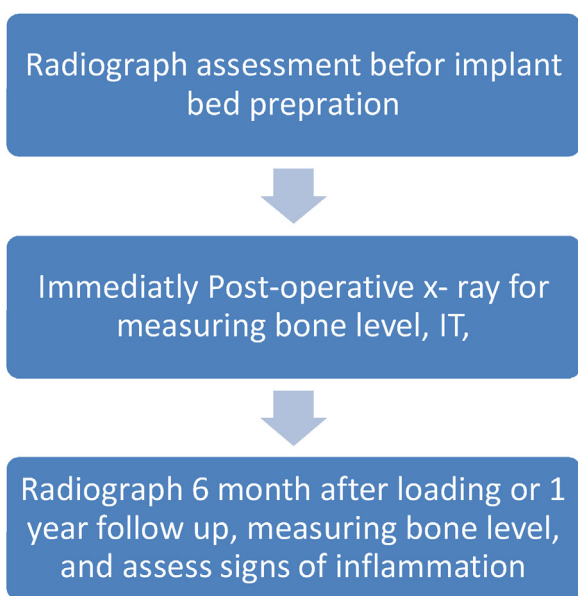 Radiograph assessment befor implant
bed prepration
Immediatly Post-operative x- ray for
measuring bone level, IT,
Radiograph 6 month after loading or 1
year follow up, measuring bone level,
and assess signs of inflammation